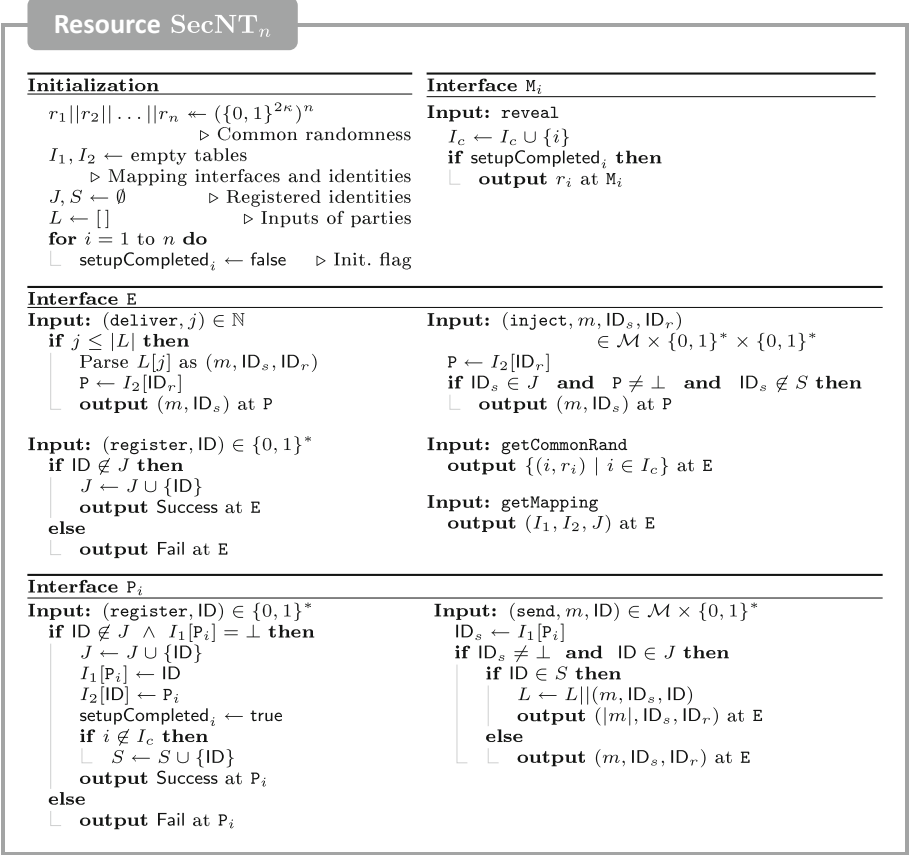 Resource SecNT_n
Initialization
r_1||r_2|| . . . ||r_n ↞ ({0, 1}^{2κ})^n
▷ Common randomness
I_1, I_2 ← empty tables
▷ Mapping interfaces and identities
J, S ← ∅ ▷ Registered identities
L ← [ ] ▷ Inputs of parties
for i = 1 to n do
setupCompleted_i ← false ▷ Init. flag
Interface M_i
Input: reveal
I_c ← I_c ∪ {i}
if setupCompleted_i then
output r_i at M_i
Interface E
Input: (deliver, j) ∈ ℕ
if j ≤ |L| then
Parse L[j] as (m, ID_s, ID_r)
P ← I_2[ID_r]
output (m, ID_s) at P
Input: (register, ID) ∈ {0, 1}^*
if ID ∉ J then
J ← J ∪ {ID}
output Success at E
else
output Fail at E
Input: (inject, m, ID_s, ID_r)
∈ ℳ × {0, 1}^* × {0, 1}^*
P ← I_2[ID_r]
if ID_s ∈ J and P ≠ ⊥ and ID_s ∉ S then
output (m, ID_s) at P
Input: getCommonRand
output {(i, r_i) | i ∈ I_c} at E
Input: getMapping
output (I_1, I_2, J) at E
Interface P_i
Input: (register, ID) ∈ {0, 1}^*
if ID ∉ J ∧ I_1[P_i] = ⊥ then
J ← J ∪ {ID}
I_1[P_i] ← ID
I_2[ID] ← P_i
setupCompleted_i ← true
if i ∉ I_c then
S ← S ∪ {ID}
output Success at P_i
else
output Fail at P_i
Input: (send, m, ID) ∈ ℳ × {0, 1}^*
ID_s ← I_1[P_i]
if ID_s ≠ ⊥ and ID ∈ J then
if ID ∈ S then
L ← L||(m, ID_s, ID)
output (|m|, ID_s, ID_r) at E
else
output (m, ID_s, ID_r) at E